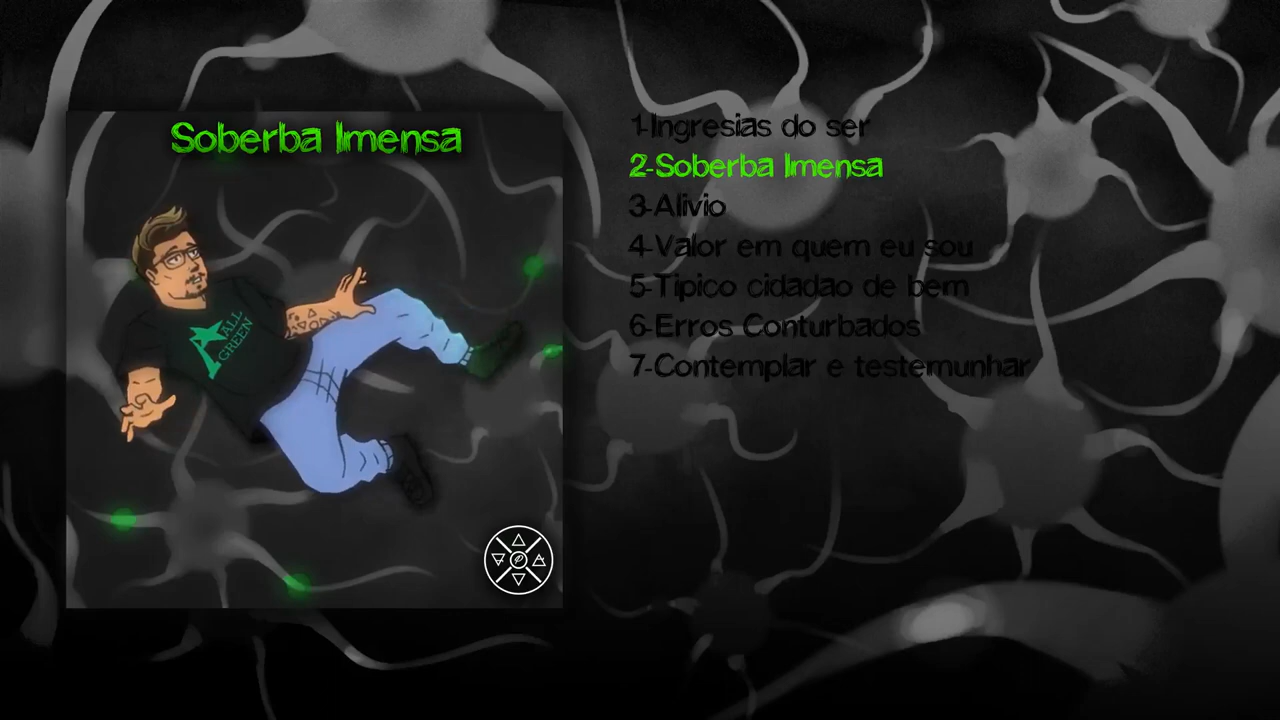 Soberba Imensa
ALL
GREEN
1-Ingresias do ser
2-Soberba Imensa
3-Alivio
4-Valor em quem eu sou
5-Tipico cidadao de bem
6-Erros Conturbados
7-Contemplar e testemunhar